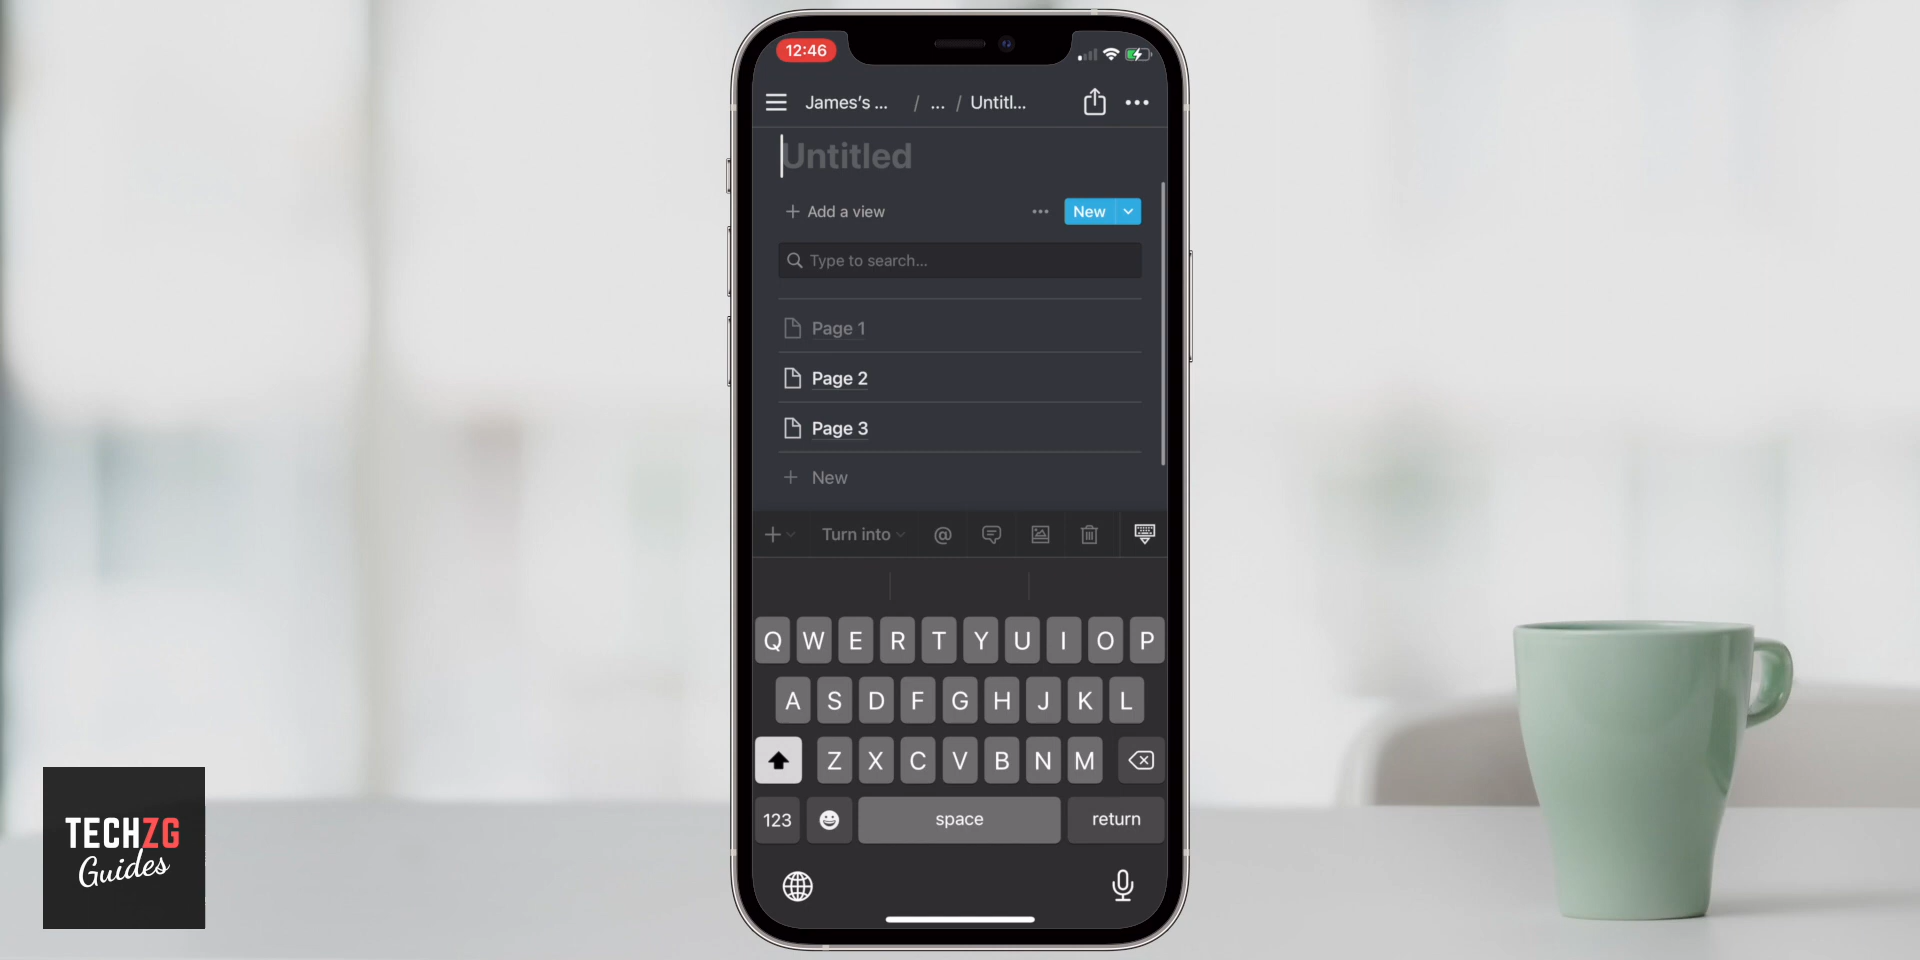 12:46
James's ... / ... / Untitl...
Untitled
Add a view
New
Type to search...
Page 1
Page 2
Page 3
New
Turn into @
Q W E R T Y U I O P
A S D F G H J K L
Z X C V B N M
123 space return
TECHZG
Guides